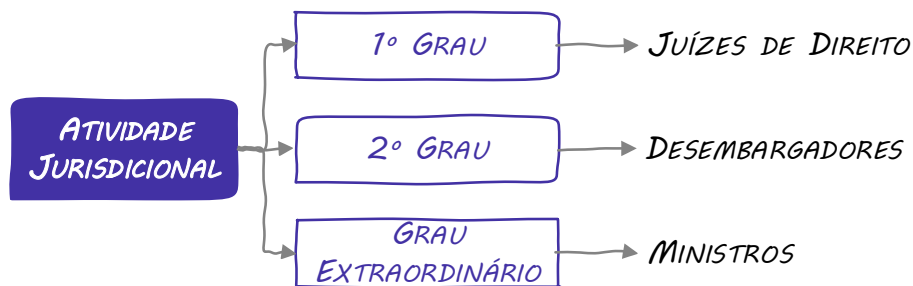 1º GRAU
JUÍZES DE DIREITO
ATIVIDADE
JURISDICIONAL
2º GRAU
DESEMBARGADORES
GRAU
EXTRAORDINÁRIO
MINISTROS